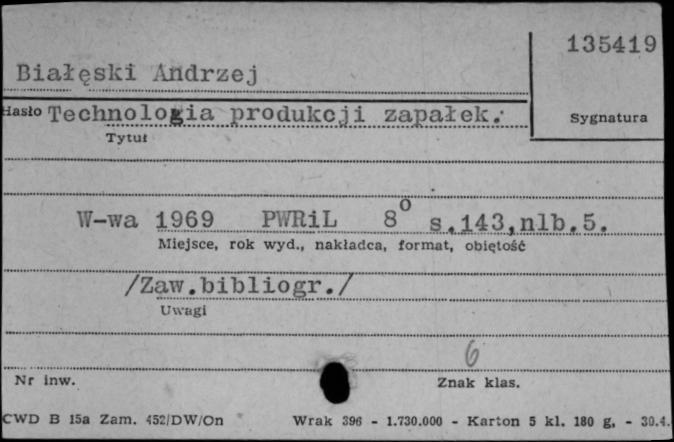 135419
Białęski Andrzej
Hasło Technologia produkcji zapałek.
Sygnatura
Tytuł
W-wa 1969 PWRiL 8° s.143,nlb.5.
Miejsce, rok wyd., nakładca, format, objętość
/Zaw.bibliogr./
Uwagi
6
Nr inw.
Znak klas.
CWD B 15a Zam. 452/DW/On Wrak 396 - 1.730.000 - Karton 5 kl. 180 g, - 30.4.